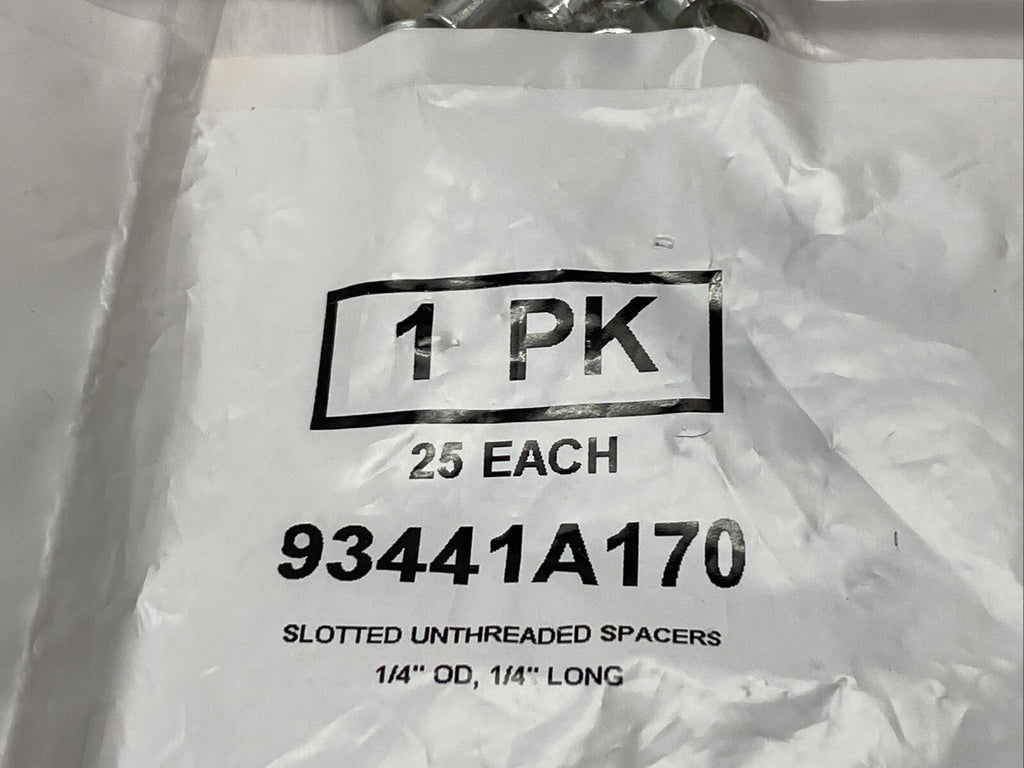 1 PK
25 EACH
93441A170
SLOTTED UNTHREADED SPACERS
1/4" OD, 1/4" LONG